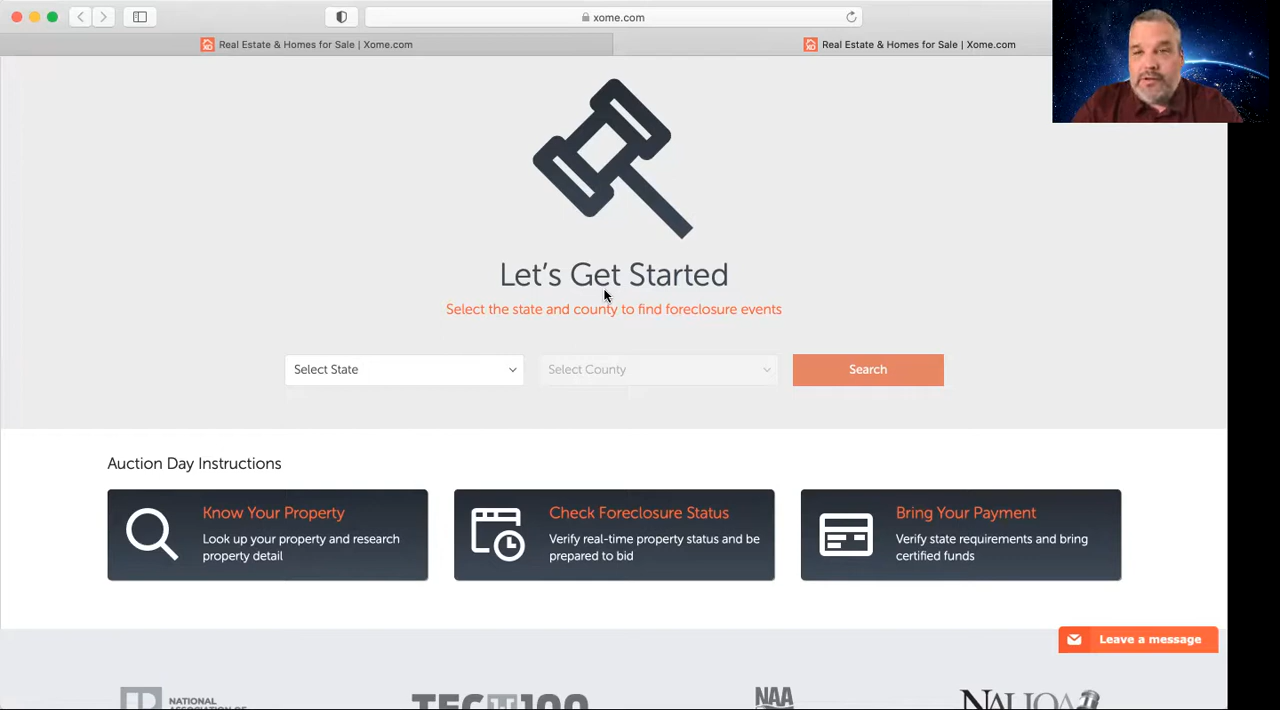 xome.com
Real Estate & Homes for Sale | Xome.com
Real Estate & Homes for Sale | Xome.com
Let's Get Started
Select the state and county to find foreclosure events
Select State
Select County
Search
Auction Day Instructions
Know Your Property
Look up your property and research
property detail
Check Foreclosure Status
Verify real-time property status and be
prepared to bid
Bring Your Payment
Verify state requirements and bring
certified funds
Leave a message
NATIONAL
NAA